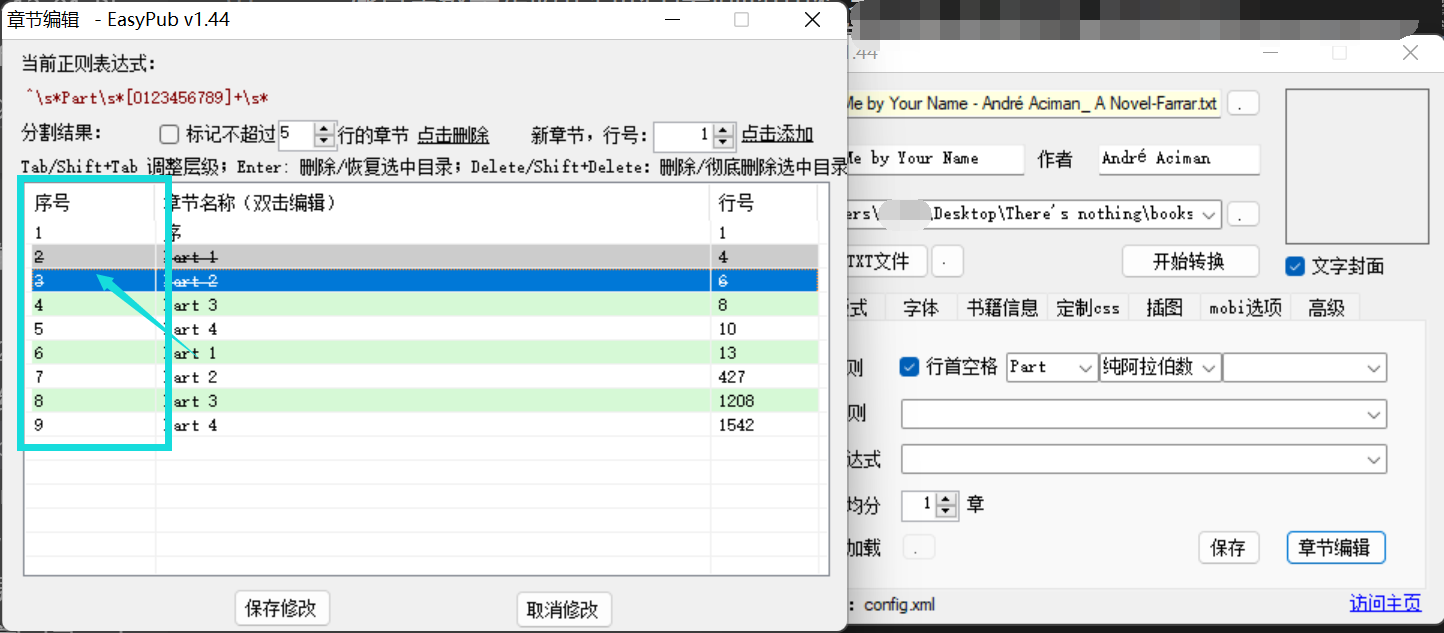 章节编辑 - EasyPub v1.44
当前正则表达式：
^\s*Part\s*[0123456789]+\s*
分割结果： 标记不超过 5 行的章节 点击删除 新章节，行号： 1 点击添加
Tab/Shift+Tab 调整层级；Enter: 删除/恢复选中目录；Delete/Shift+Delete: 删除/彻底删除选中目录
序号 章节名称（双击编辑） 行号
1 序 1
2 art 1 4
3 art 2 6
4 art 3 8
5 art 4 10
6 art 1 13
7 art 2 427
8 art 3 1208
9 art 4 1542
保存修改 取消修改
1.44
Me by Your Name - André Aciman_ A Novel-Farrar.txt .
Me by Your Name 作者 André Aciman
ers\ \Desktop\There's nothing\books .
TXT文件 . 开始转换 文字封面
式 字体 书籍信息 定制css 插图 mobi选项 高级
则 行首空格 Part 纯阿拉伯数
则
达式
均分 1 章
加载 . 保存 章节编辑
: config.xml 访问主页